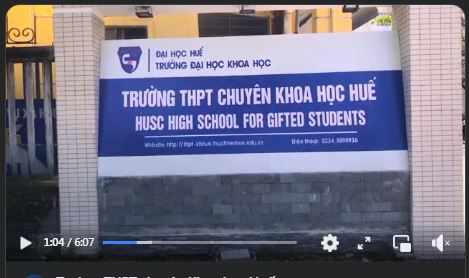 ĐẠI HỌC HUẾ
TRƯỜNG ĐẠI HỌC KHOA HỌC
TRƯỜNG THPT CHUYÊN KHOA HỌC HUẾ
HUSC HIGH SCHOOL FOR GIFTED STUDENTS
Điện thoại: 0234 3898936
1:04 / 6:07